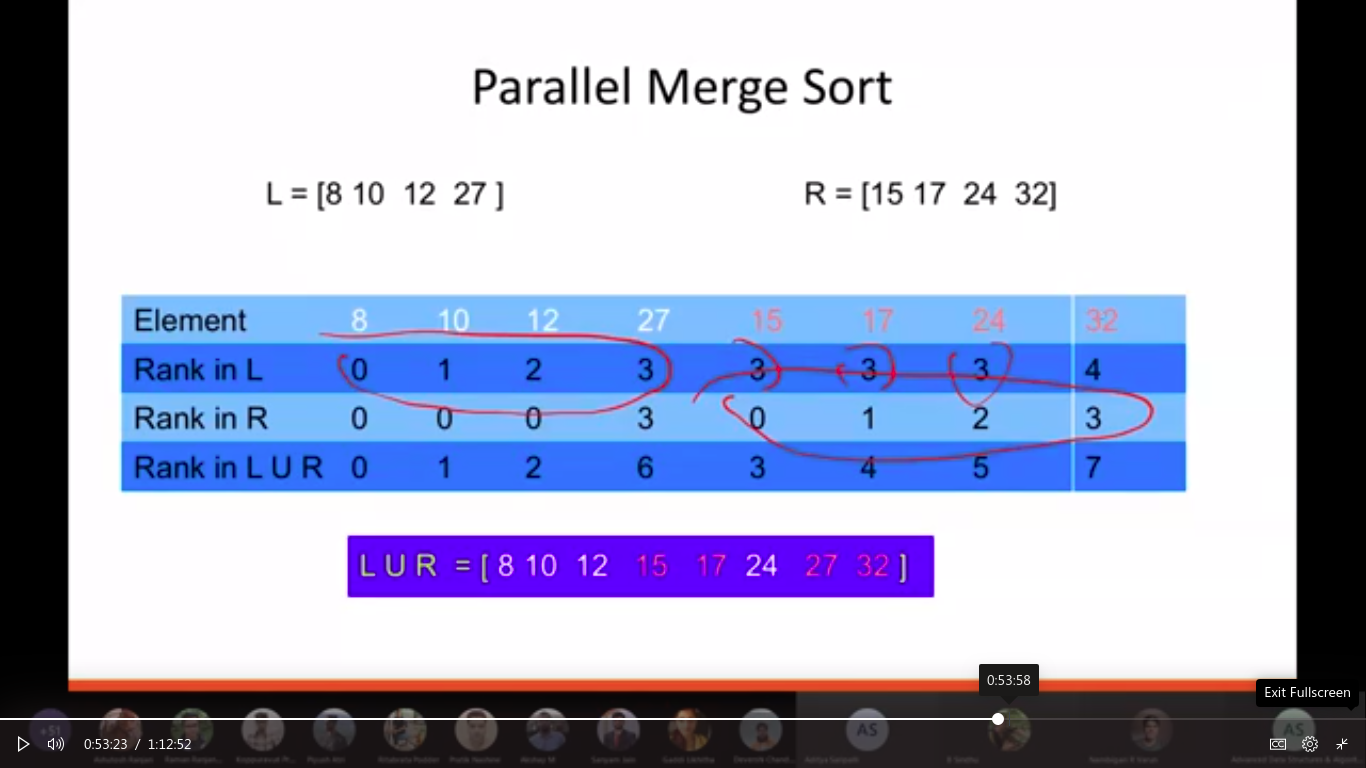 Parallel Merge Sort
L = [8 10 12 27 ] R = [15 17 24 32]
Element 8 10 12 27 15 17 24 32
Rank in L 0 1 2 3 3 3 3 4
Rank in R 0 0 0 3 0 1 2 3
Rank in L U R 0 1 2 6 3 4 5 7
L U R = [ 8 10 12 15 17 24 27 32 ]
0:53:58
Exit Fullscreen
AS AS
0:53:23 / 1:12:52
CC